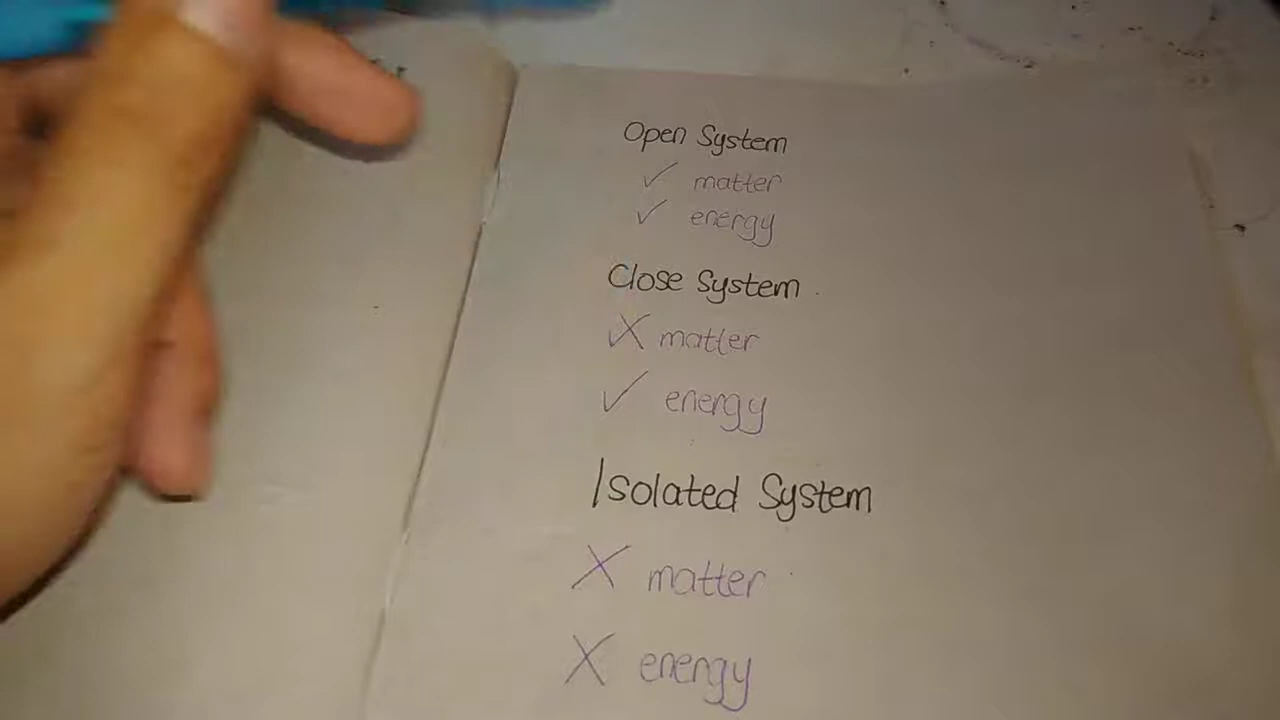 Open System
✓ matter
✓ energy
Close System
X matter
✓ energy
Isolated System
X matter
X energy